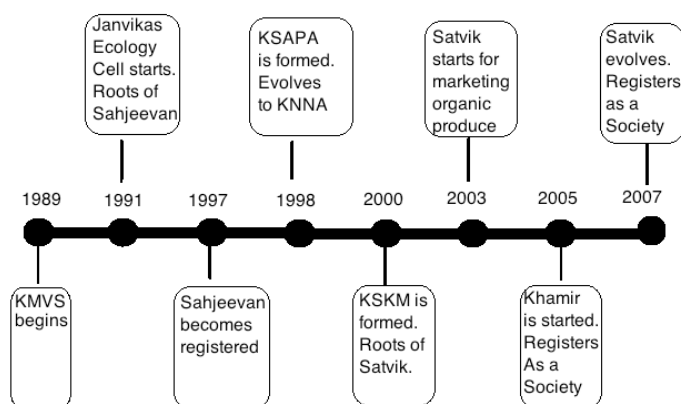 Janvikas
Ecology
Cell starts.
Roots of
Sahjeevan
KSAPA
is formed.
Evolves
to KNNA
Satvik
starts for
marketing
organic
produce
Satvik
evolves.
Registers
as a
Society
1989 1991 1997 1998 2000 2003 2005 2007
KMVS
begins
Sahjeevan
becomes
registered
KSKM is
formed.
Roots of
Satvik.
Khamir
is started.
Registers
As a
Society